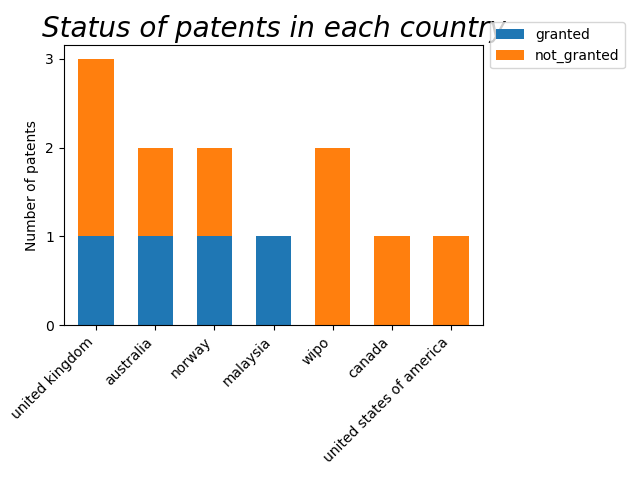 Status of patents in each country
granted
not_granted
Number of patents
3
2
1
0
united kingdom
australia
norway
malaysia
wipo
canada
united states of america